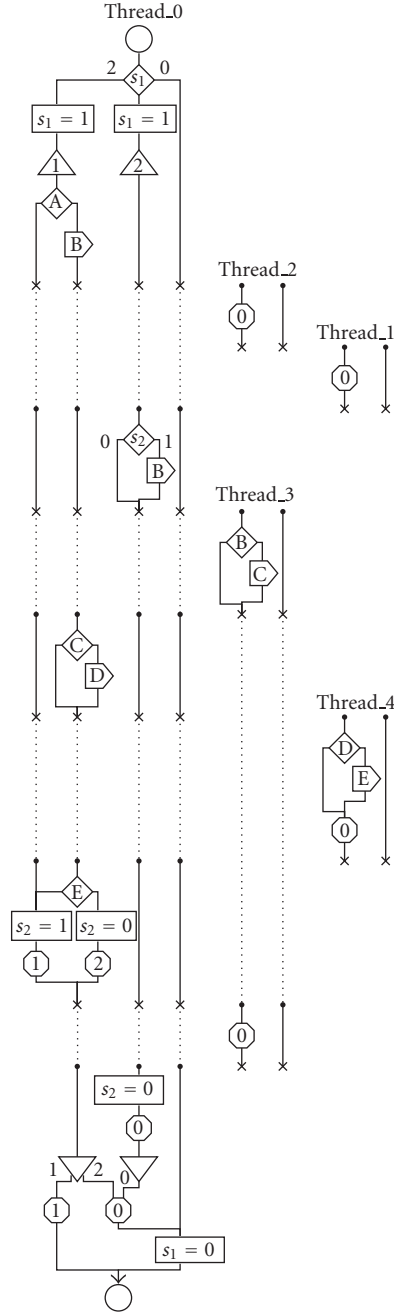 Thread_0
2 s₁ 0
s₁ = 1 s₁ = 1
1 2
A
B
Thread_2
0
Thread_1
0
0 s₂ 1
B
Thread_3
B
C
C
D
Thread_4
D
E
0
E
s₂ = 1 s₂ = 0
1 2
0
s₂ = 0
0
1 2 0
1 0
s₁ = 0